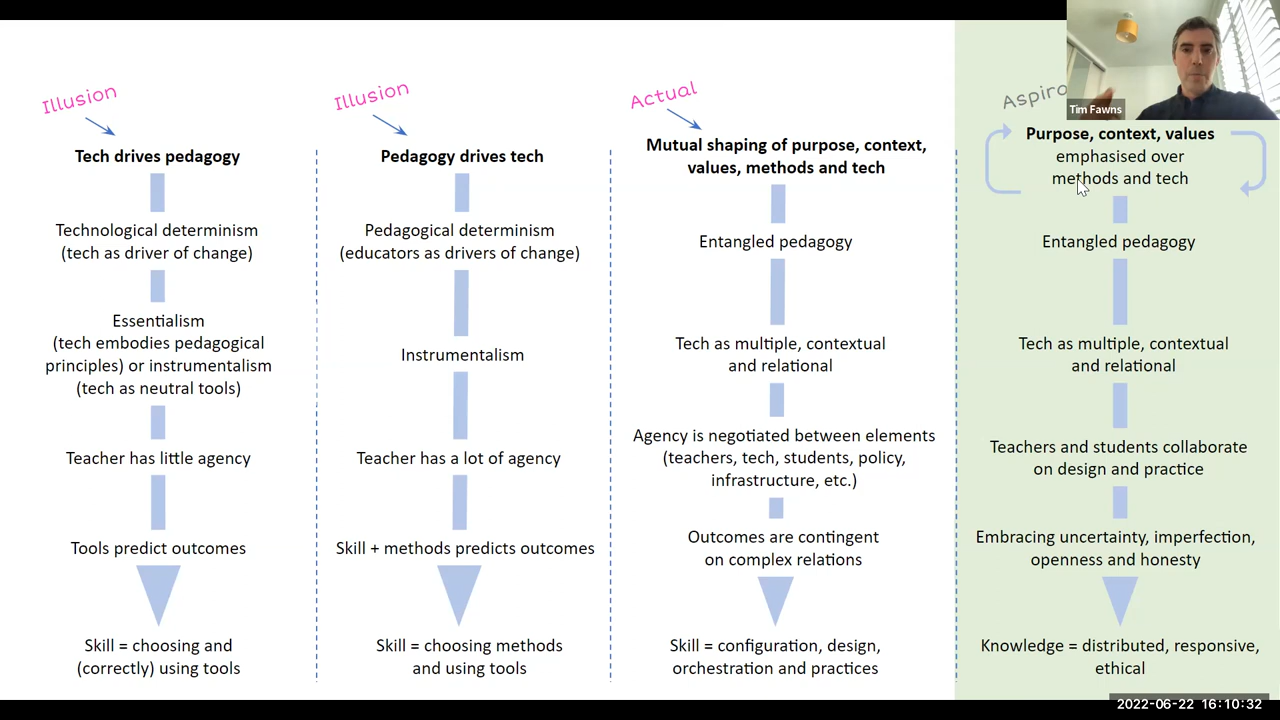 Illusion
Tech drives pedagogy
Technological determinism
(tech as driver of change)
Essentialism
(tech embodies pedagogical
principles) or instrumentalism
(tech as neutral tools)
Teacher has little agency
Tools predict outcomes
Skill = choosing and
(correctly) using tools
Illusion
Pedagogy drives tech
Pedagogical determinism
(educators as drivers of change)
Instrumentalism
Teacher has a lot of agency
Skill + methods predicts outcomes
Skill = choosing methods
and using tools
Actual
Mutual shaping of purpose, context,
values, methods and tech
Entangled pedagogy
Tech as multiple, contextual
and relational
Agency is negotiated between elements
(teachers, tech, students, policy,
infrastructure, etc.)
Outcomes are contingent
on complex relations
Skill = configuration, design,
orchestration and practices
Tim Fawns
Purpose, context, values
emphasised over
methods and tech
Entangled pedagogy
Tech as multiple, contextual
and relational
Teachers and students collaborate
on design and practice
Embracing uncertainty, imperfection,
openness and honesty
Knowledge = distributed, responsive,
ethical
2022-06-22 16:10:32